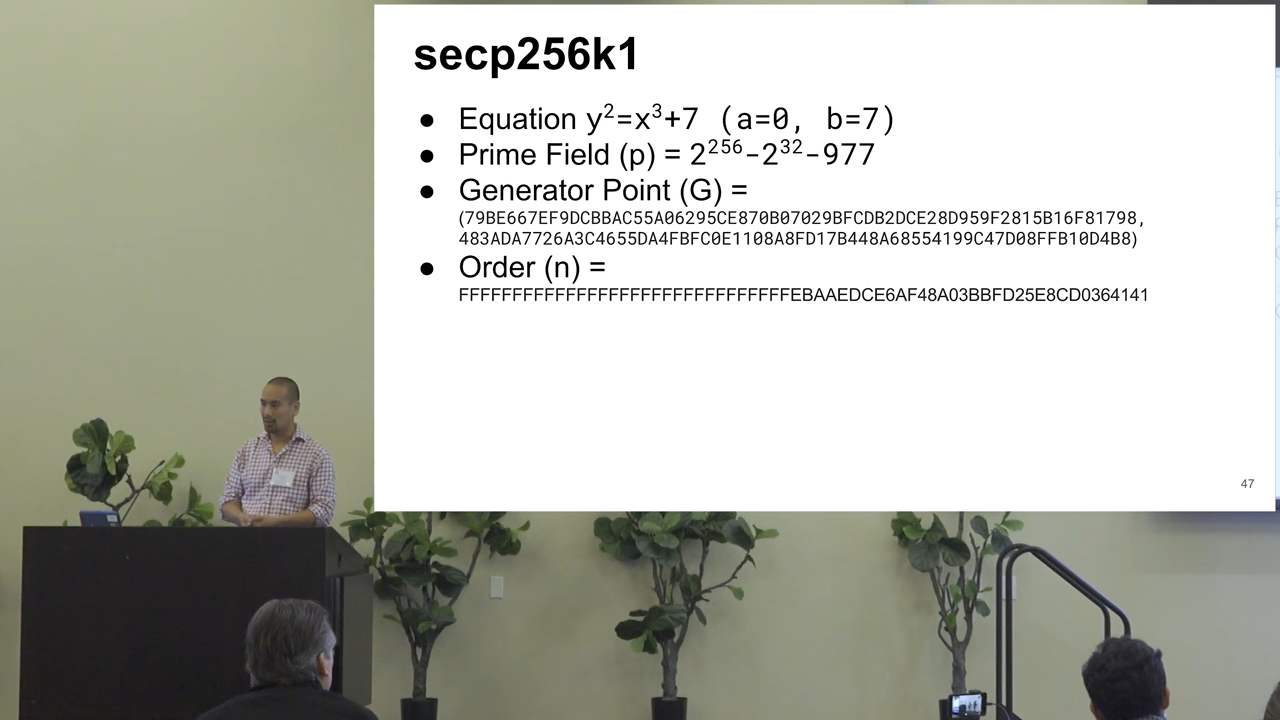 secp256k1
● Equation y²=x³+7 (a=0, b=7)
● Prime Field (p) = 2²⁵⁶-2³²-977
● Generator Point (G) =
(79BE667EF9DCBBAC55A06295CE870B07029BFCDB2DCE28D959F2815B16F81798,
483ADA7726A3C4655DA4FBFC0E1108A8FD17B448A68554199C47D08FFB10D4B8)
● Order (n) =
FFFFFFFFFFFFFFFFFFFFFFFFFFFFFFFEBAAEDCE6AF48A03BBFD25E8CD0364141
47